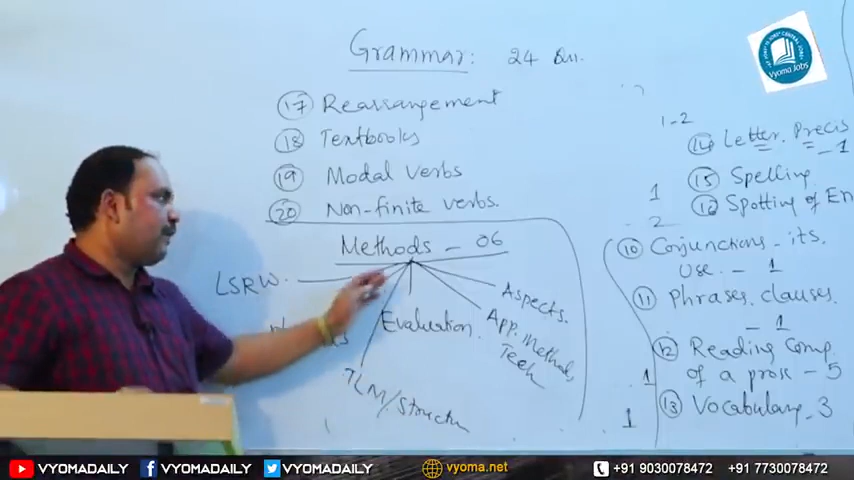 Grammar: 24
17 Rearrangement
18 Textbooks
19 Modal verbs
20 Non-finite verbs.
Methods - 06
LSRW.
Evaluation.
TLM/Structure
App. Methods,
Tech
Aspects.
1-2
14 Letter. Precis
- 1
15 Spelling
1
16 Spotting of En
2
10 Conjunctions - its.
use. - 1
11 Phrases. clauses.
- 1
12 Reading Comp.
of a prose - 5
1
13 Vocabulary - 3
1
Vyoma Jobs
VYOMADAILY VYOMADAILY VYOMADAILY vyoma.net +91 9030078472 +91 7730078472